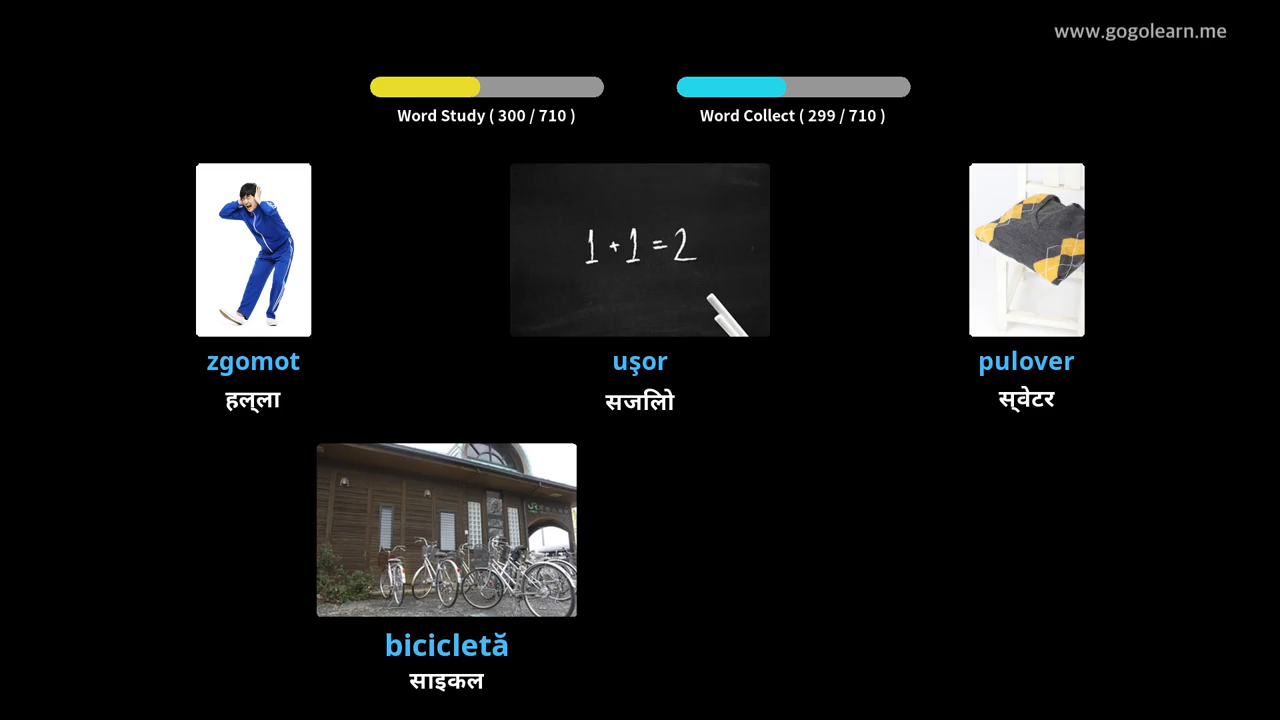 www.gogolearn.me
Word Study ( 300 / 710 )
Word Collect ( 299 / 710 )
1 + 1 = 2
zgomot
uşor
pulover
हल्ला
सजिलो
स्वेटर
JR
bicicletă
साइकल